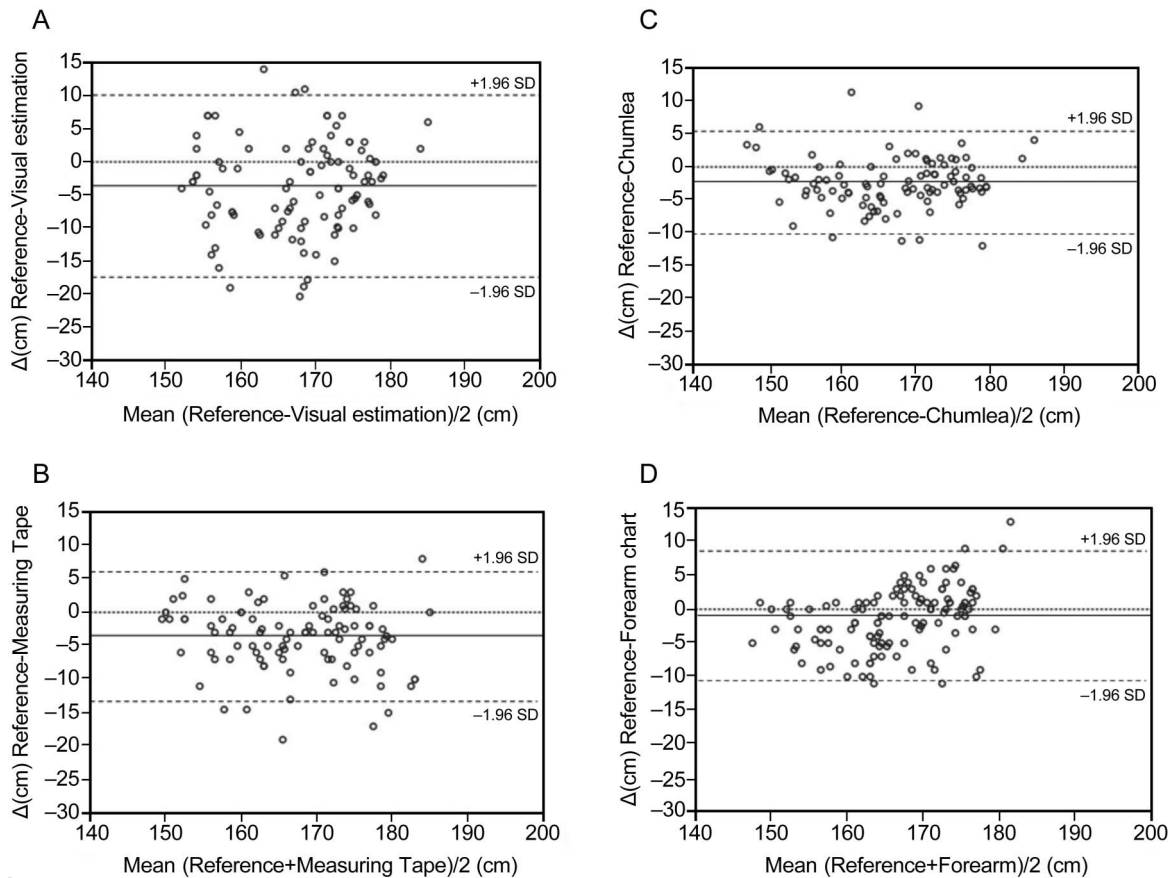 A
Δ(cm) Reference-Visual estimation
15
10
5
0
–5
–10
–15
–20
–25
–30
+1.96 SD
–1.96 SD
140 150 160 170 180 190 200
Mean (Reference-Visual estimation)/2 (cm)
C
Δ(cm) Reference-Chumlea
15
10
5
0
–5
–10
–15
–20
–25
–30
+1.96 SD
–1.96 SD
140 150 160 170 180 190 200
Mean (Reference-Chumlea)/2 (cm)
B
Δ(cm) Reference-Measuring Tape
15
10
5
0
–5
–10
–15
–20
–25
–30
+1.96 SD
–1.96 SD
140 150 160 170 180 190 200
Mean (Reference+Measuring Tape)/2 (cm)
D
Δ(cm) Reference-Forearm chart
15
10
5
0
–5
–10
–15
–20
–25
–30
+1.96 SD
–1.96 SD
140 150 160 170 180 190 200
Mean (Reference+Forearm)/2 (cm)